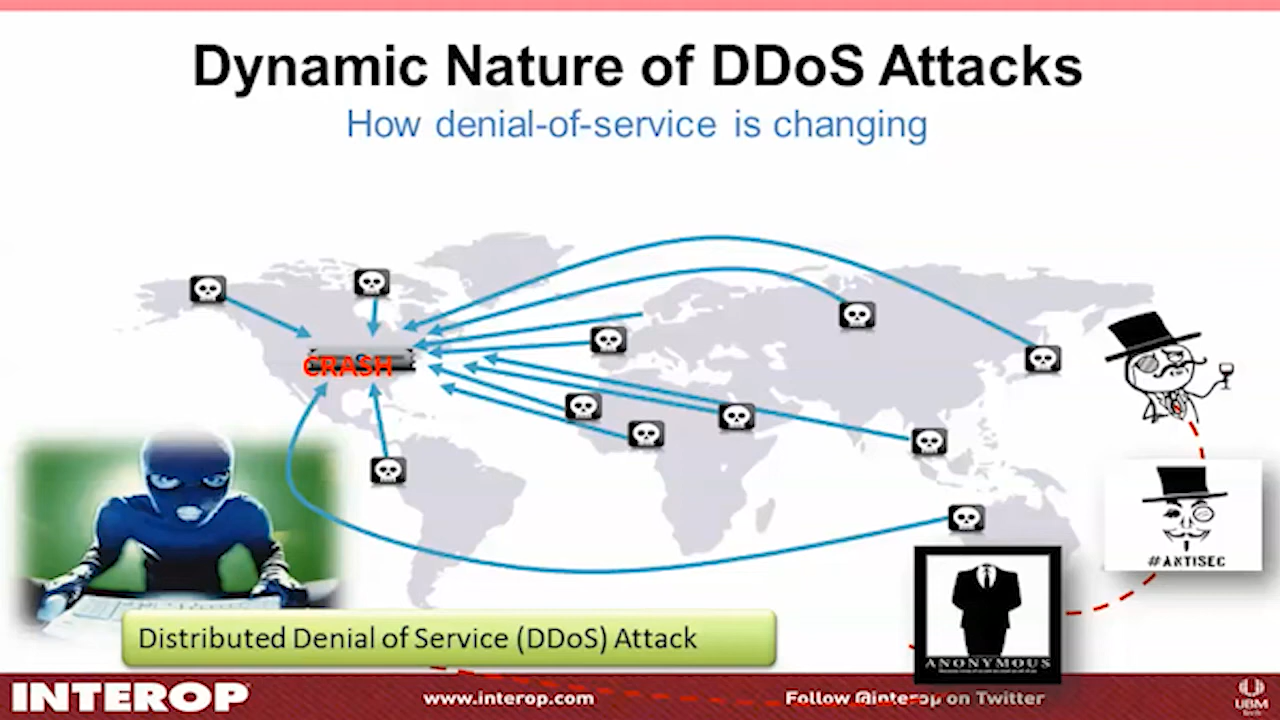 Dynamic Nature of DDoS Attacks
How denial-of-service is changing
CRASH
#ANTISEC
ANONYMOUS
Distributed Denial of Service (DDoS) Attack
INTEROP
www.interop.com
Follow @interop on Twitter
UBM
Tech